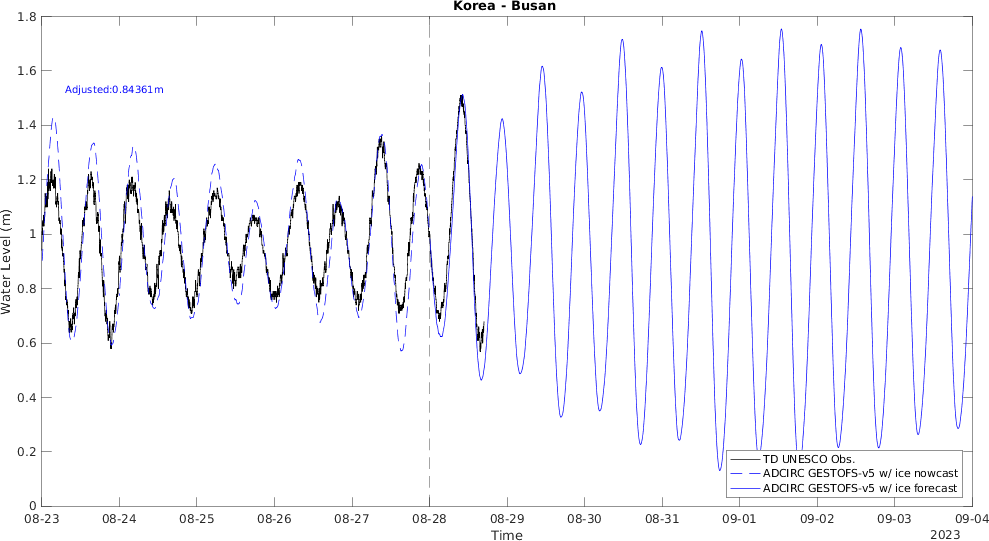 Korea - Busan
1.8
1.6
1.4
1.2
1
0.8
0.6
0.4
0.2
0
Water Level (m)
Adjusted:0.84361m
TD UNESCO Obs.
ADCIRC GESTOFS-v5 w/ ice nowcast
ADCIRC GESTOFS-v5 w/ ice forecast
08-23 08-24 08-25 08-26 08-27 08-28 08-29 08-30 08-31 09-01 09-02 09-03 09-04
Time
2023